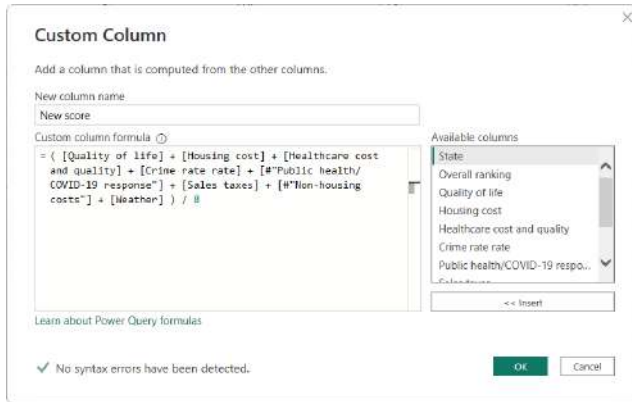 Custom Column
Add a column that is computed from the other columns.
New column name
New score
Custom column formula
= ( [Quality of life] + [Housing cost] + [Healthcare cost
and quality] + [Crime rate rate] + [#"Public health/
COVID-19 response"] + [Sales taxes] + [#"Non-housing
costs"] + [Weather] ) / 8
Available columns
State
Overall ranking
Quality of life
Housing cost
Healthcare cost and quality
Crime rate rate
Public health/COVID-19 respo...
Sales taxes
<< Insert
Learn about Power Query formulas
No syntax errors have been detected.
OK
Cancel